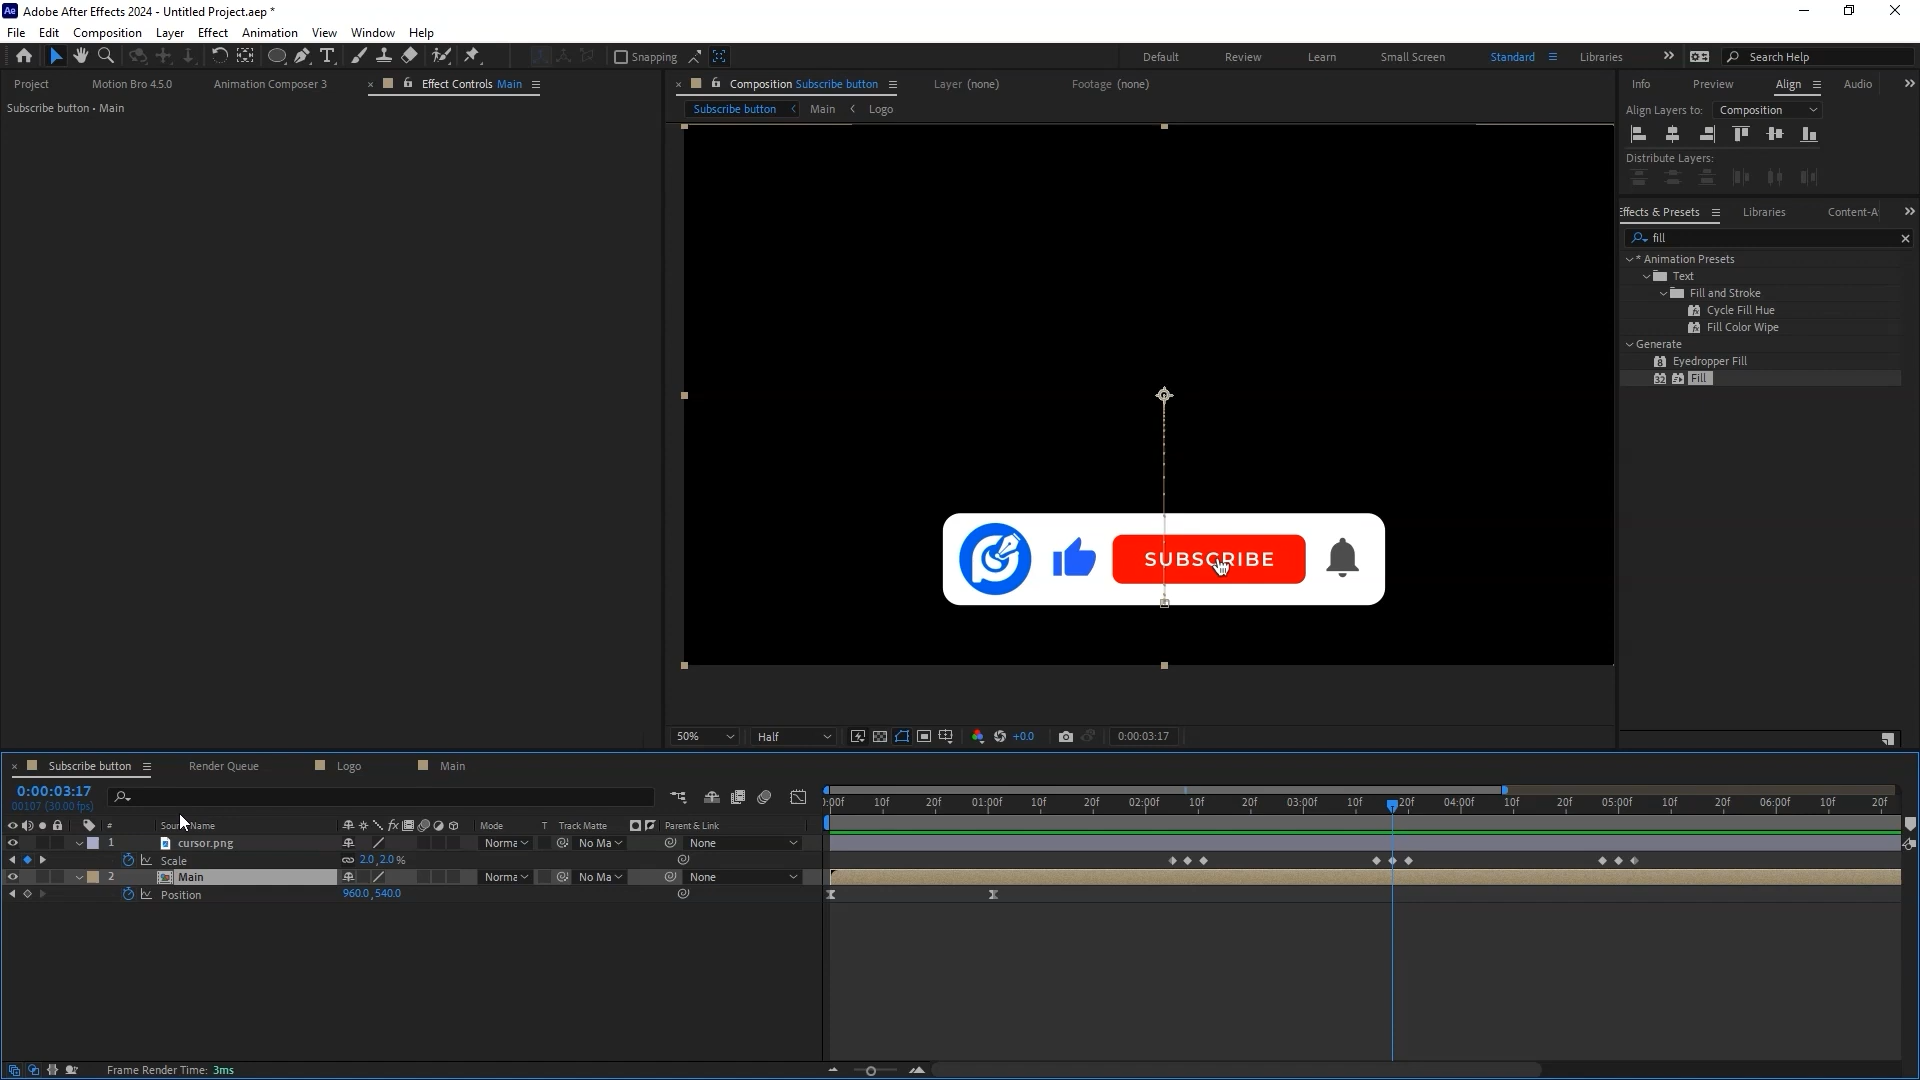 Ae Adobe After Effects 2024 - Untitled Project.aep *
File Edit Composition Layer Effect Animation View Window Help
T Snapping Default Review Learn Small Screen Standard Libraries Search Help
Project Motion Bro 4.5.0 Animation Composer 3 Effect Controls Main Composition Subscribe button Layer (none) Footage (none) Info Preview Align Audio
Subscribe button • Main
Subscribe button Main Logo
Align Layers to: Composition
Distribute Layers:
Effects & Presets Libraries Content-A
fill
* Animation Presets
Text
Fill and Stroke
Cycle Fill Hue
Fill Color Wipe
Generate
Eyedropper Fill
Fill
SUBSCRIBE
50% Half +0.0 0:00:03:17
Subscribe button Render Queue Logo Main
0:00:03:17
00107 (30.00 fps)
:00f 10f 20f 01:00f 10f 20f 02:00f 10f 20f 03:00f 10f 20f 04:00f 10f 20f 05:00f 10f 20f 06:00f 10f 20f
# Source Name fx Mode T Track Matte Parent & Link
1 cursor.png Norma No Ma None
Scale 2.0, 2.0 %
2 Main Norma No Ma None
Position 960.0, 540.0
Frame Render Time: 3ms